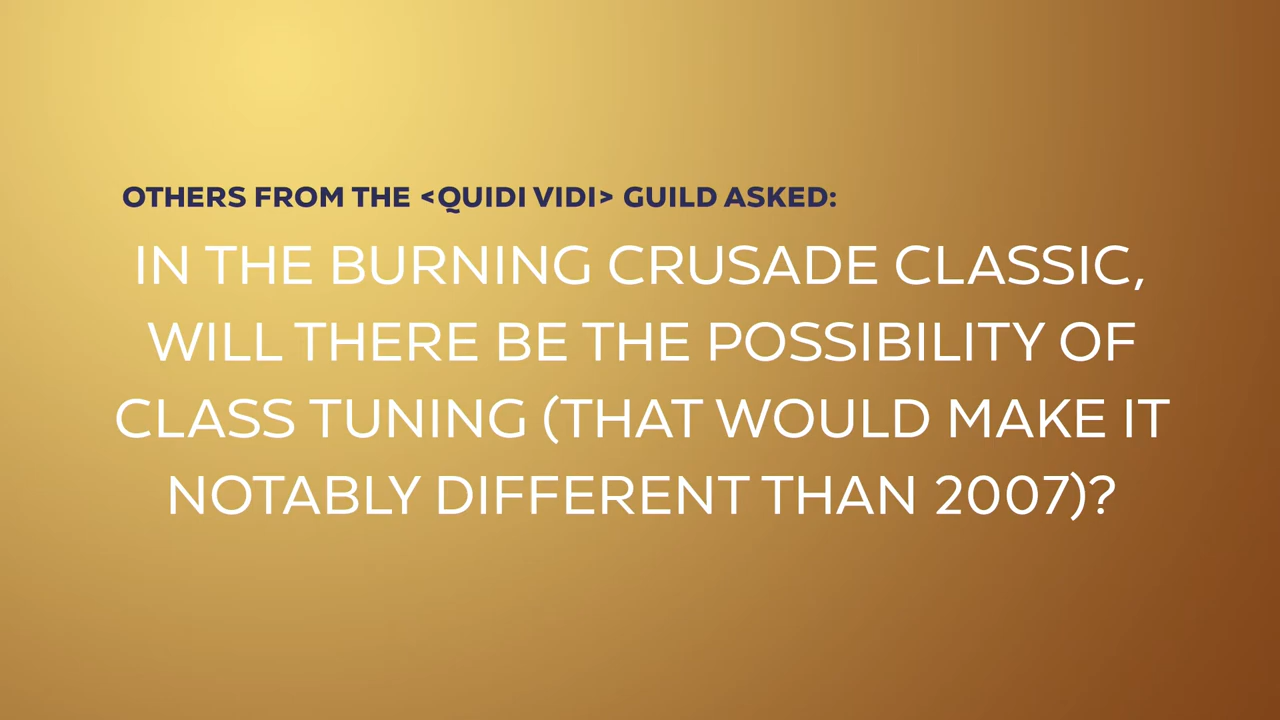 OTHERS FROM THE <QUIDI VIDI> GUILD ASKED:
IN THE BURNING CRUSADE CLASSIC,
WILL THERE BE THE POSSIBILITY OF
CLASS TUNING (THAT WOULD MAKE IT
NOTABLY DIFFERENT THAN 2007)?